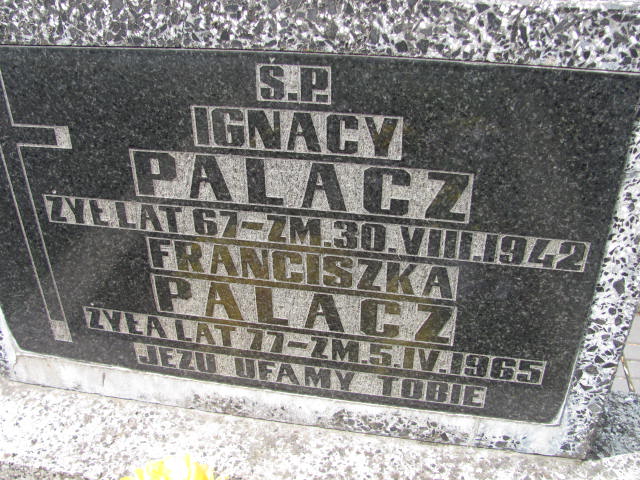 Ś.P.
IGNACY
PALACZ
ŻYŁ LAT 67-ZM.30.VIII.1942
FRANCISZKA
PALACZ
ŻYŁA LAT 77-ZM.5.IV.1965
JEZU UFAMY TOBIE